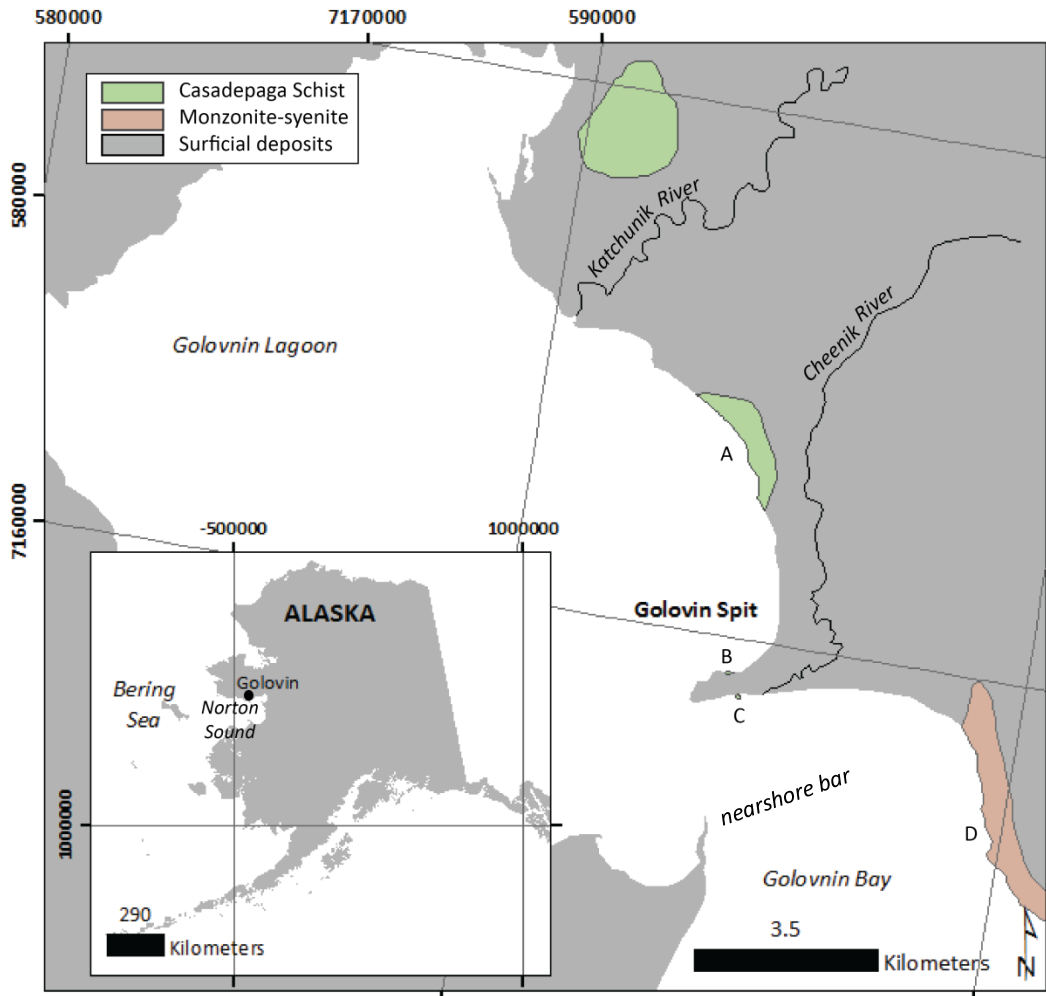 580000
7170000
590000
Casadepaga Schist
Monzonite-syenite
Surficial deposits
580000
Katchunik River
Cheenik River
Golovnin Lagoon
A
7160000
-500000
1000000
ALASKA
Golovin Spit
B
Golovin
Bering
Sea
Norton
Sound
C
nearshore bar
D
1000000
Golovnin Bay
290
Kilometers
3.5
Kilometers
N